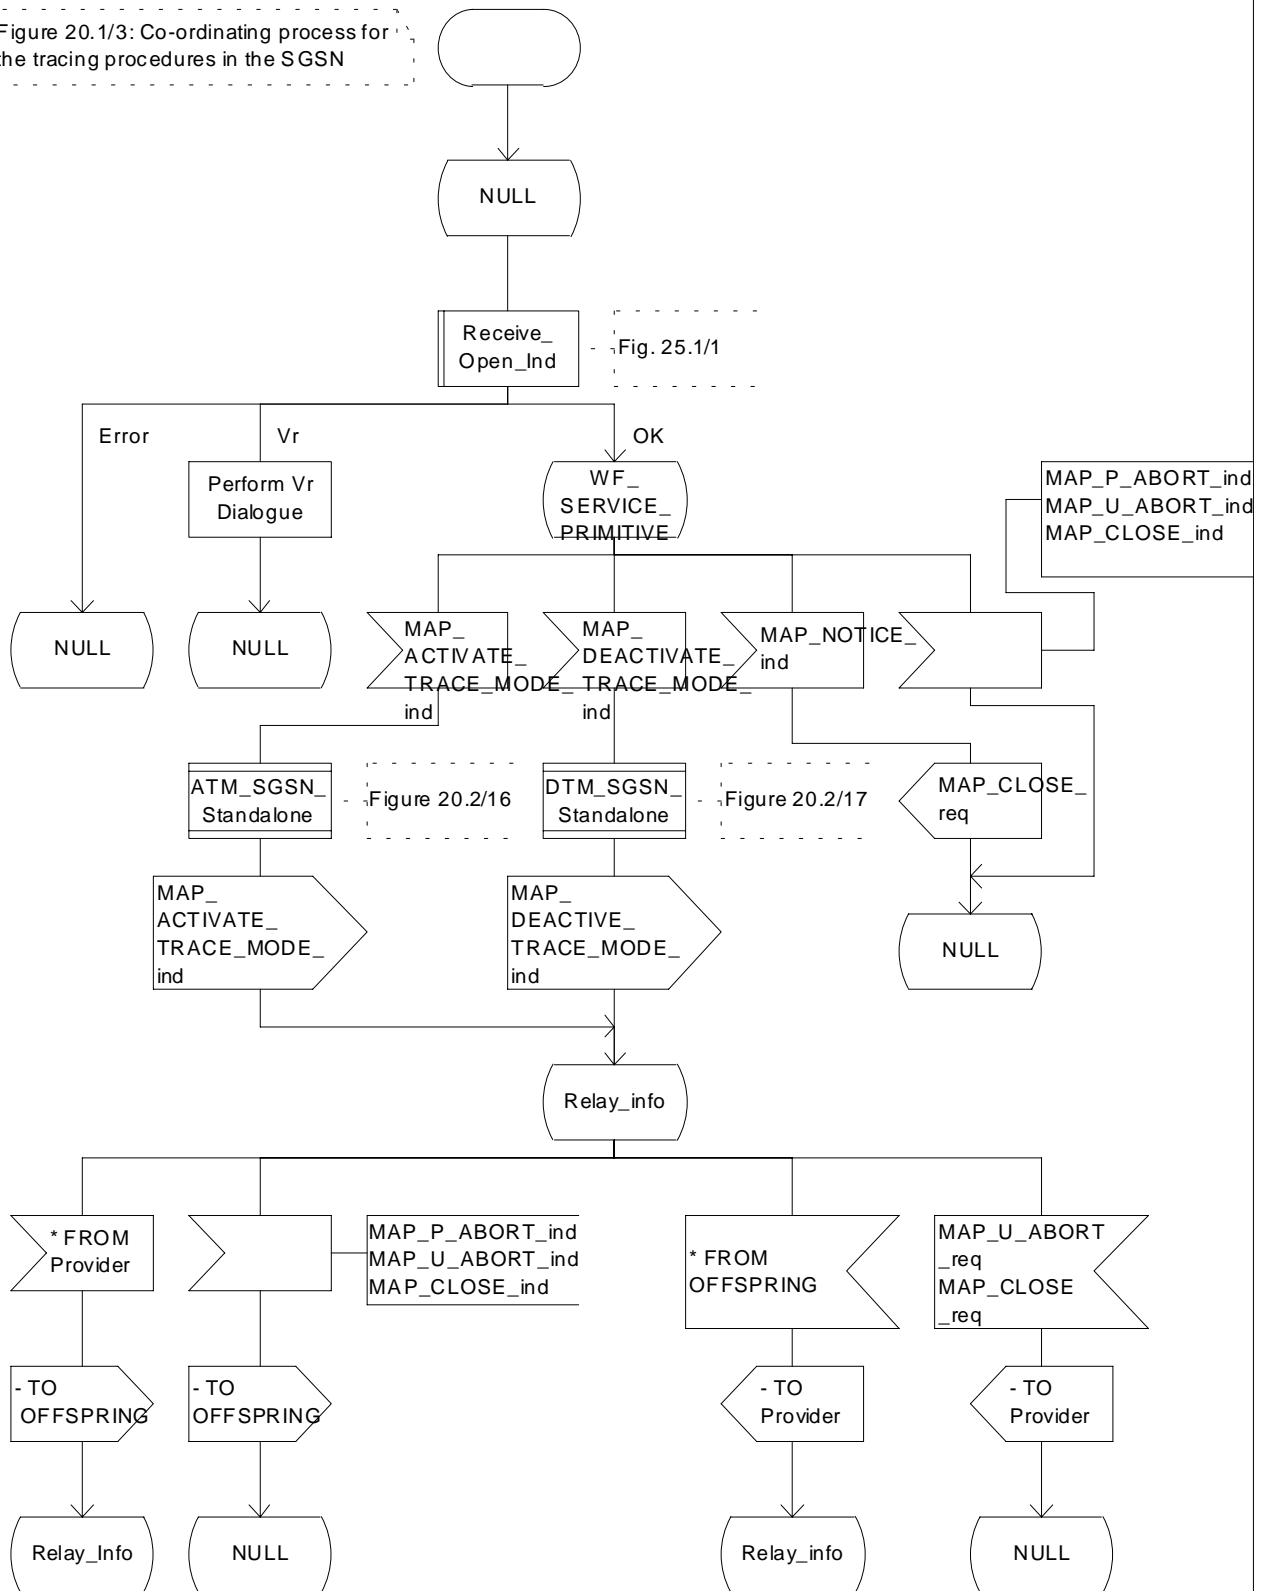 Figure 20.1/3: Co-ordinating process for
the tracing procedures in the SGSN
NULL
Receive_
Open_Ind
Fig. 25.1/1
Error
Vr
OK
Perform Vr
Dialogue
WF_
SERVICE_
PRIMITIVE
MAP_P_ABORT_ind
MAP_U_ABORT_ind
MAP_CLOSE_ind
NULL
NULL
MAP_
ACTIVATE_
TRACE_MODE_
ind
MAP_
DEACTIVATE_
TRACE_MODE_
ind
MAP_NOTICE_
ind
ATM_SGSN_
Standalone
Figure 20.2/16
DTM_SGSN_
Standalone
Figure 20.2/17
MAP_CLOSE_
req
MAP_
ACTIVATE_
TRACE_MODE_
ind
MAP_
DEACTIVE_
TRACE_MODE_
ind
NULL
Relay_info
* FROM
Provider
MAP_P_ABORT_ind
MAP_U_ABORT_ind
MAP_CLOSE_ind
* FROM
OFFSPRING
MAP_U_ABORT
_req
MAP_CLOSE
_req
- TO
OFFSPRING
- TO
OFFSPRING
- TO
Provider
- TO
Provider
Relay_Info
NULL
Relay_info
NULL